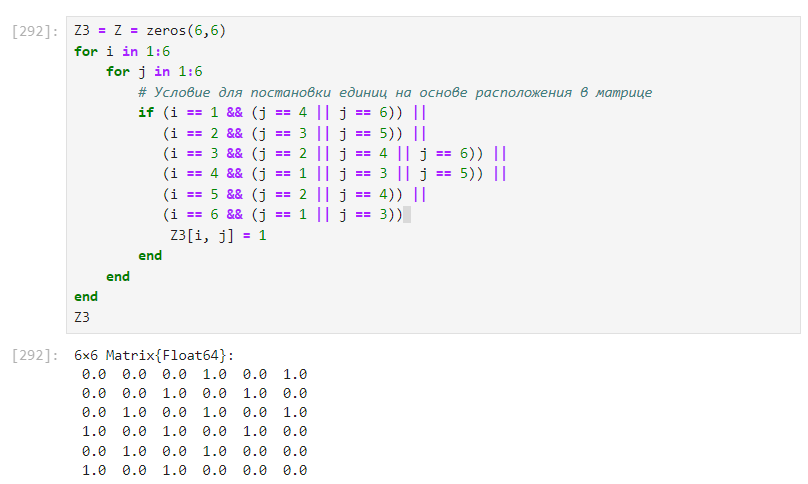 [292]: Z3 = Z = zeros(6,6)
for i in 1:6
    for j in 1:6
        # Условие для постановки единиц на основе расположения в матрице
        if (i == 1 && (j == 4 || j == 6)) ||
           (i == 2 && (j == 3 || j == 5)) ||
           (i == 3 && (j == 2 || j == 4 || j == 6)) ||
           (i == 4 && (j == 1 || j == 3 || j == 5)) ||
           (i == 5 && (j == 2 || j == 4)) ||
           (i == 6 && (j == 1 || j == 3))
            Z3[i, j] = 1
        end
    end
end
Z3
[292]: 6×6 Matrix{Float64}:
 0.0  0.0  0.0  1.0  0.0  1.0
 0.0  0.0  1.0  0.0  1.0  0.0
 0.0  1.0  0.0  1.0  0.0  1.0
 1.0  0.0  1.0  0.0  1.0  0.0
 0.0  1.0  0.0  1.0  0.0  0.0
 1.0  0.0  1.0  0.0  0.0  0.0